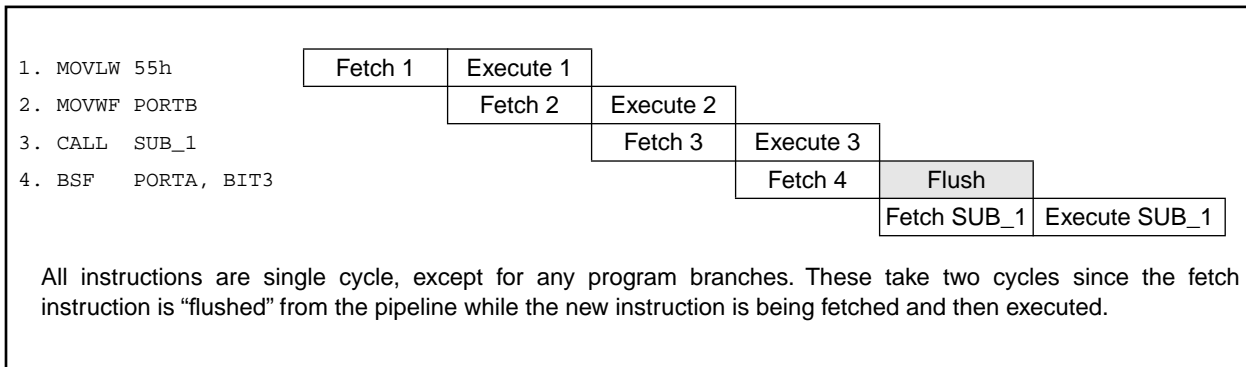 1. MOVLW 55h Fetch 1 Execute 1
2. MOVWF PORTB Fetch 2 Execute 2
3. CALL SUB_1 Fetch 3 Execute 3
4. BSF PORTA, BIT3 Fetch 4 Flush
Fetch SUB_1 Execute SUB_1
All instructions are single cycle, except for any program branches. These take two cycles since the fetch
instruction is “flushed” from the pipeline while the new instruction is being fetched and then executed.